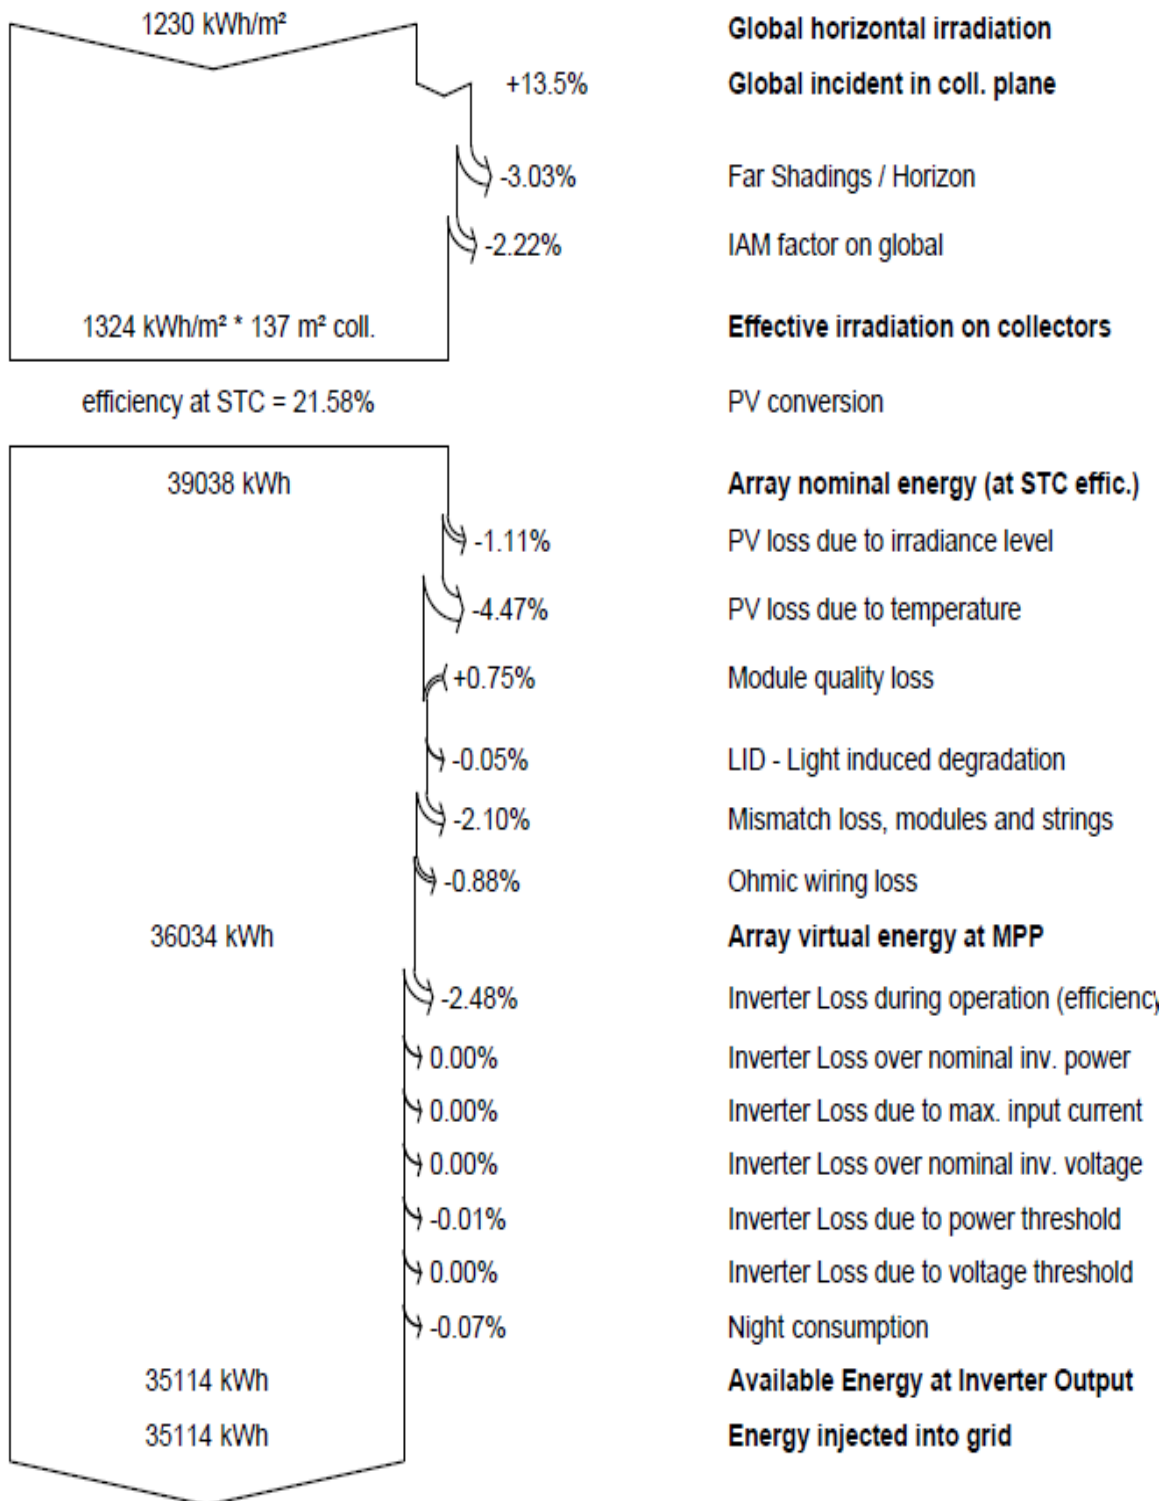 1230 kWh/m² Global horizontal irradiation
+13.5% Global incident in coll. plane
-3.03% Far Shadings / Horizon
-2.22% IAM factor on global
1324 kWh/m² * 137 m² coll. Effective irradiation on collectors
efficiency at STC = 21.58% PV conversion
39038 kWh Array nominal energy (at STC effic.)
-1.11% PV loss due to irradiance level
-4.47% PV loss due to temperature
+0.75% Module quality loss
-0.05% LID - Light induced degradation
-2.10% Mismatch loss, modules and strings
-0.88% Ohmic wiring loss
36034 kWh Array virtual energy at MPP
-2.48% Inverter Loss during operation (efficiency
0.00% Inverter Loss over nominal inv. power
0.00% Inverter Loss due to max. input current
0.00% Inverter Loss over nominal inv. voltage
-0.01% Inverter Loss due to power threshold
0.00% Inverter Loss due to voltage threshold
-0.07% Night consumption
35114 kWh Available Energy at Inverter Output
35114 kWh Energy injected into grid